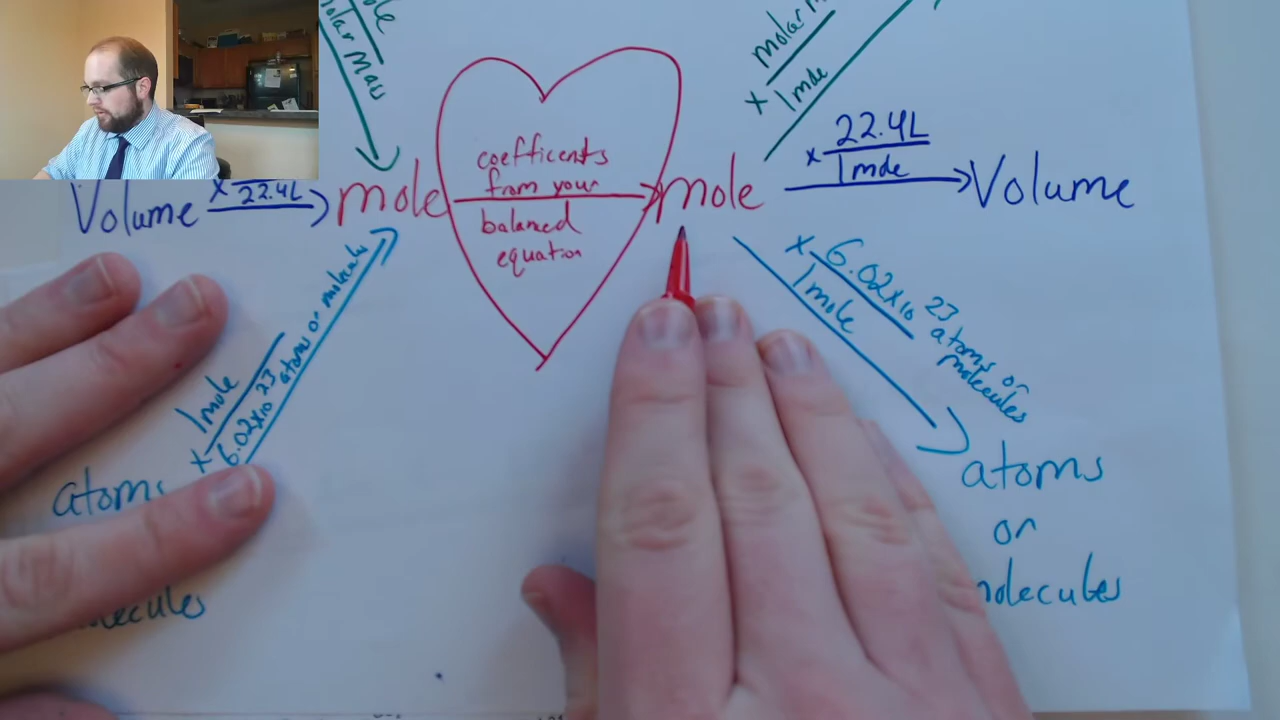 molar mass
molar m
x 1 mole
22.4L
x 1 mole
Volume x 22.4L mole
coefficents
from your
balanced
equation
mole
Volume
1 mole
x 6.02x10 23 atoms or molecules
x 6.02x10 23 atoms or
molecules
1 mole
atoms
lecules
atoms
or
molecules